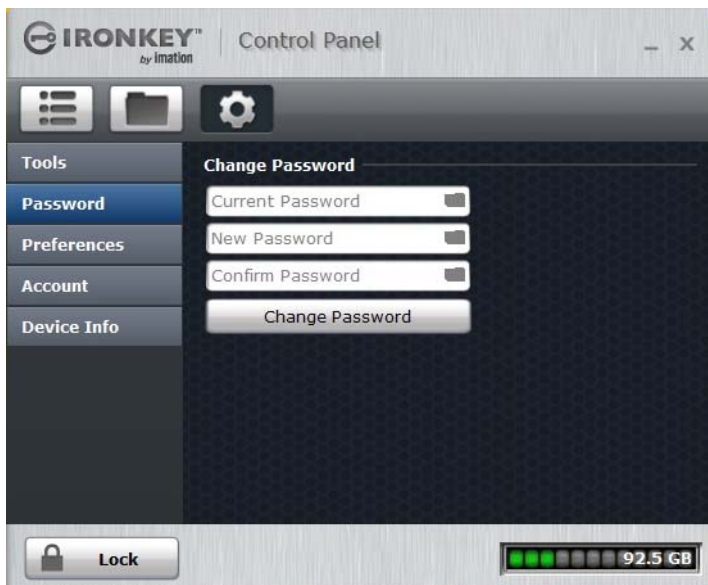 IRONKEY™
by imation
Control Panel
Tools
Password
Preferences
Account
Device Info
Change Password
Current Password
New Password
Confirm Password
Change Password
Lock
92.5 GB